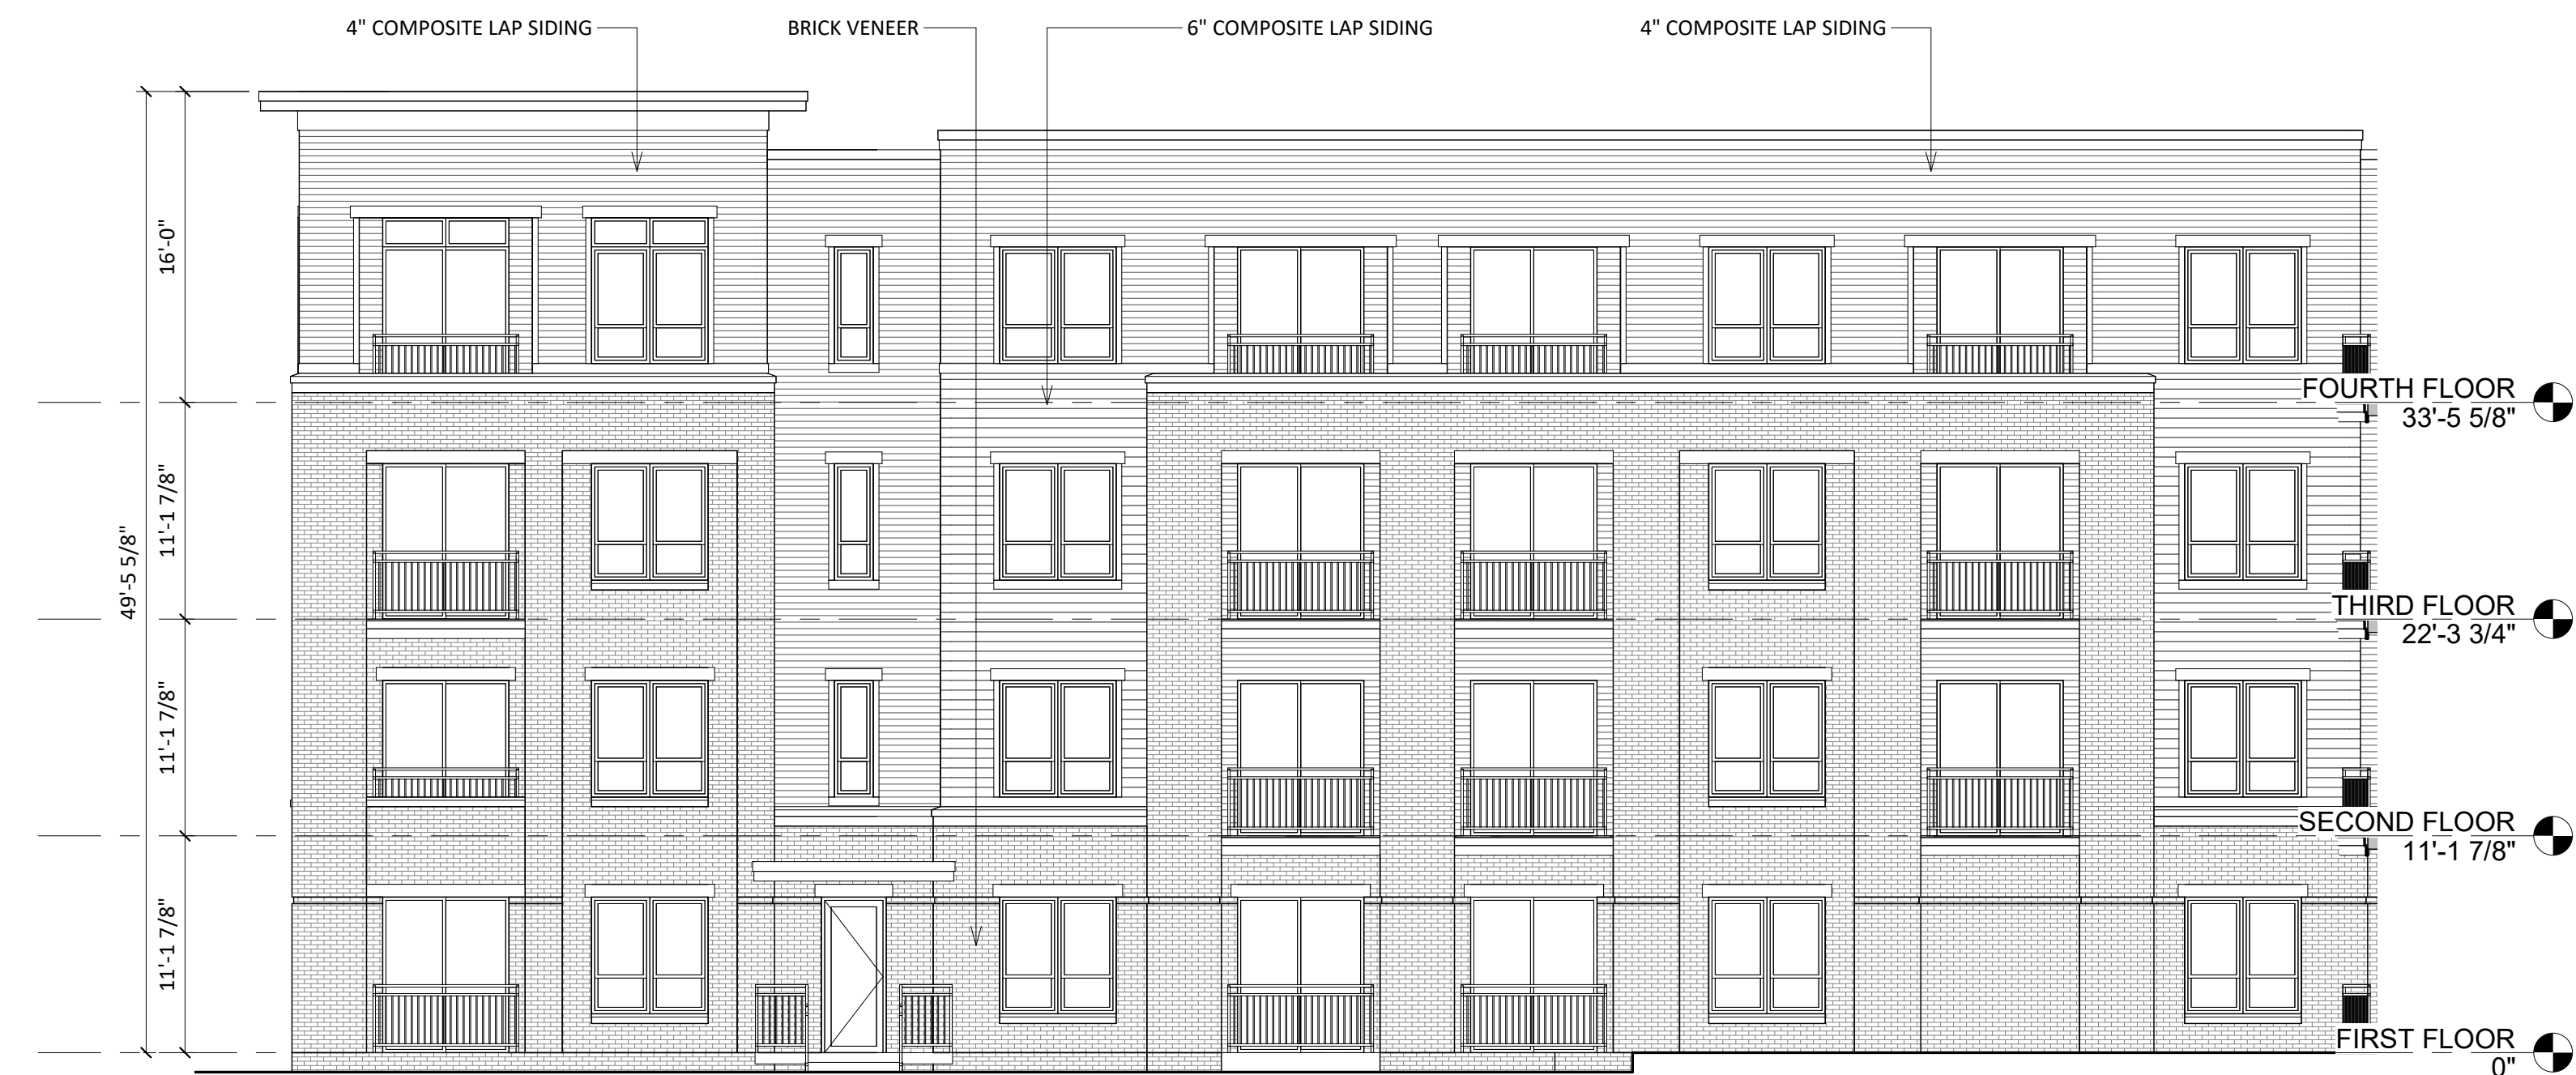 4" COMPOSITE LAP SIDING
BRICK VENEER
6" COMPOSITE LAP SIDING
4" COMPOSITE LAP SIDING
16'-0"
11'-1 7/8"
49'-5 5/8"
11'-1 7/8"
11'-1 7/8"
FOURTH FLOOR
33'-5 5/8"
THIRD FLOOR
22'-3 3/4"
SECOND FLOOR
11'-1 7/8"
FIRST FLOOR
0"